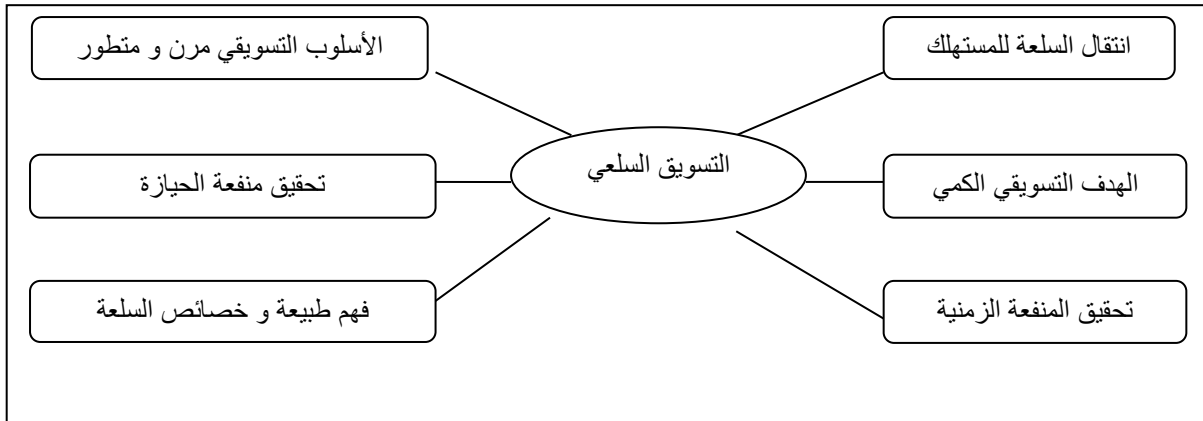 انتقال السلعة للمستهلك
الأسلوب التسويقي مرن و متطور
التسويق السلعي
الهدف التسويقي الكمي
تحقيق منفعة الحيازة
تحقيق المنفعة الزمنية
فهم طبيعة و خصائص السلعة